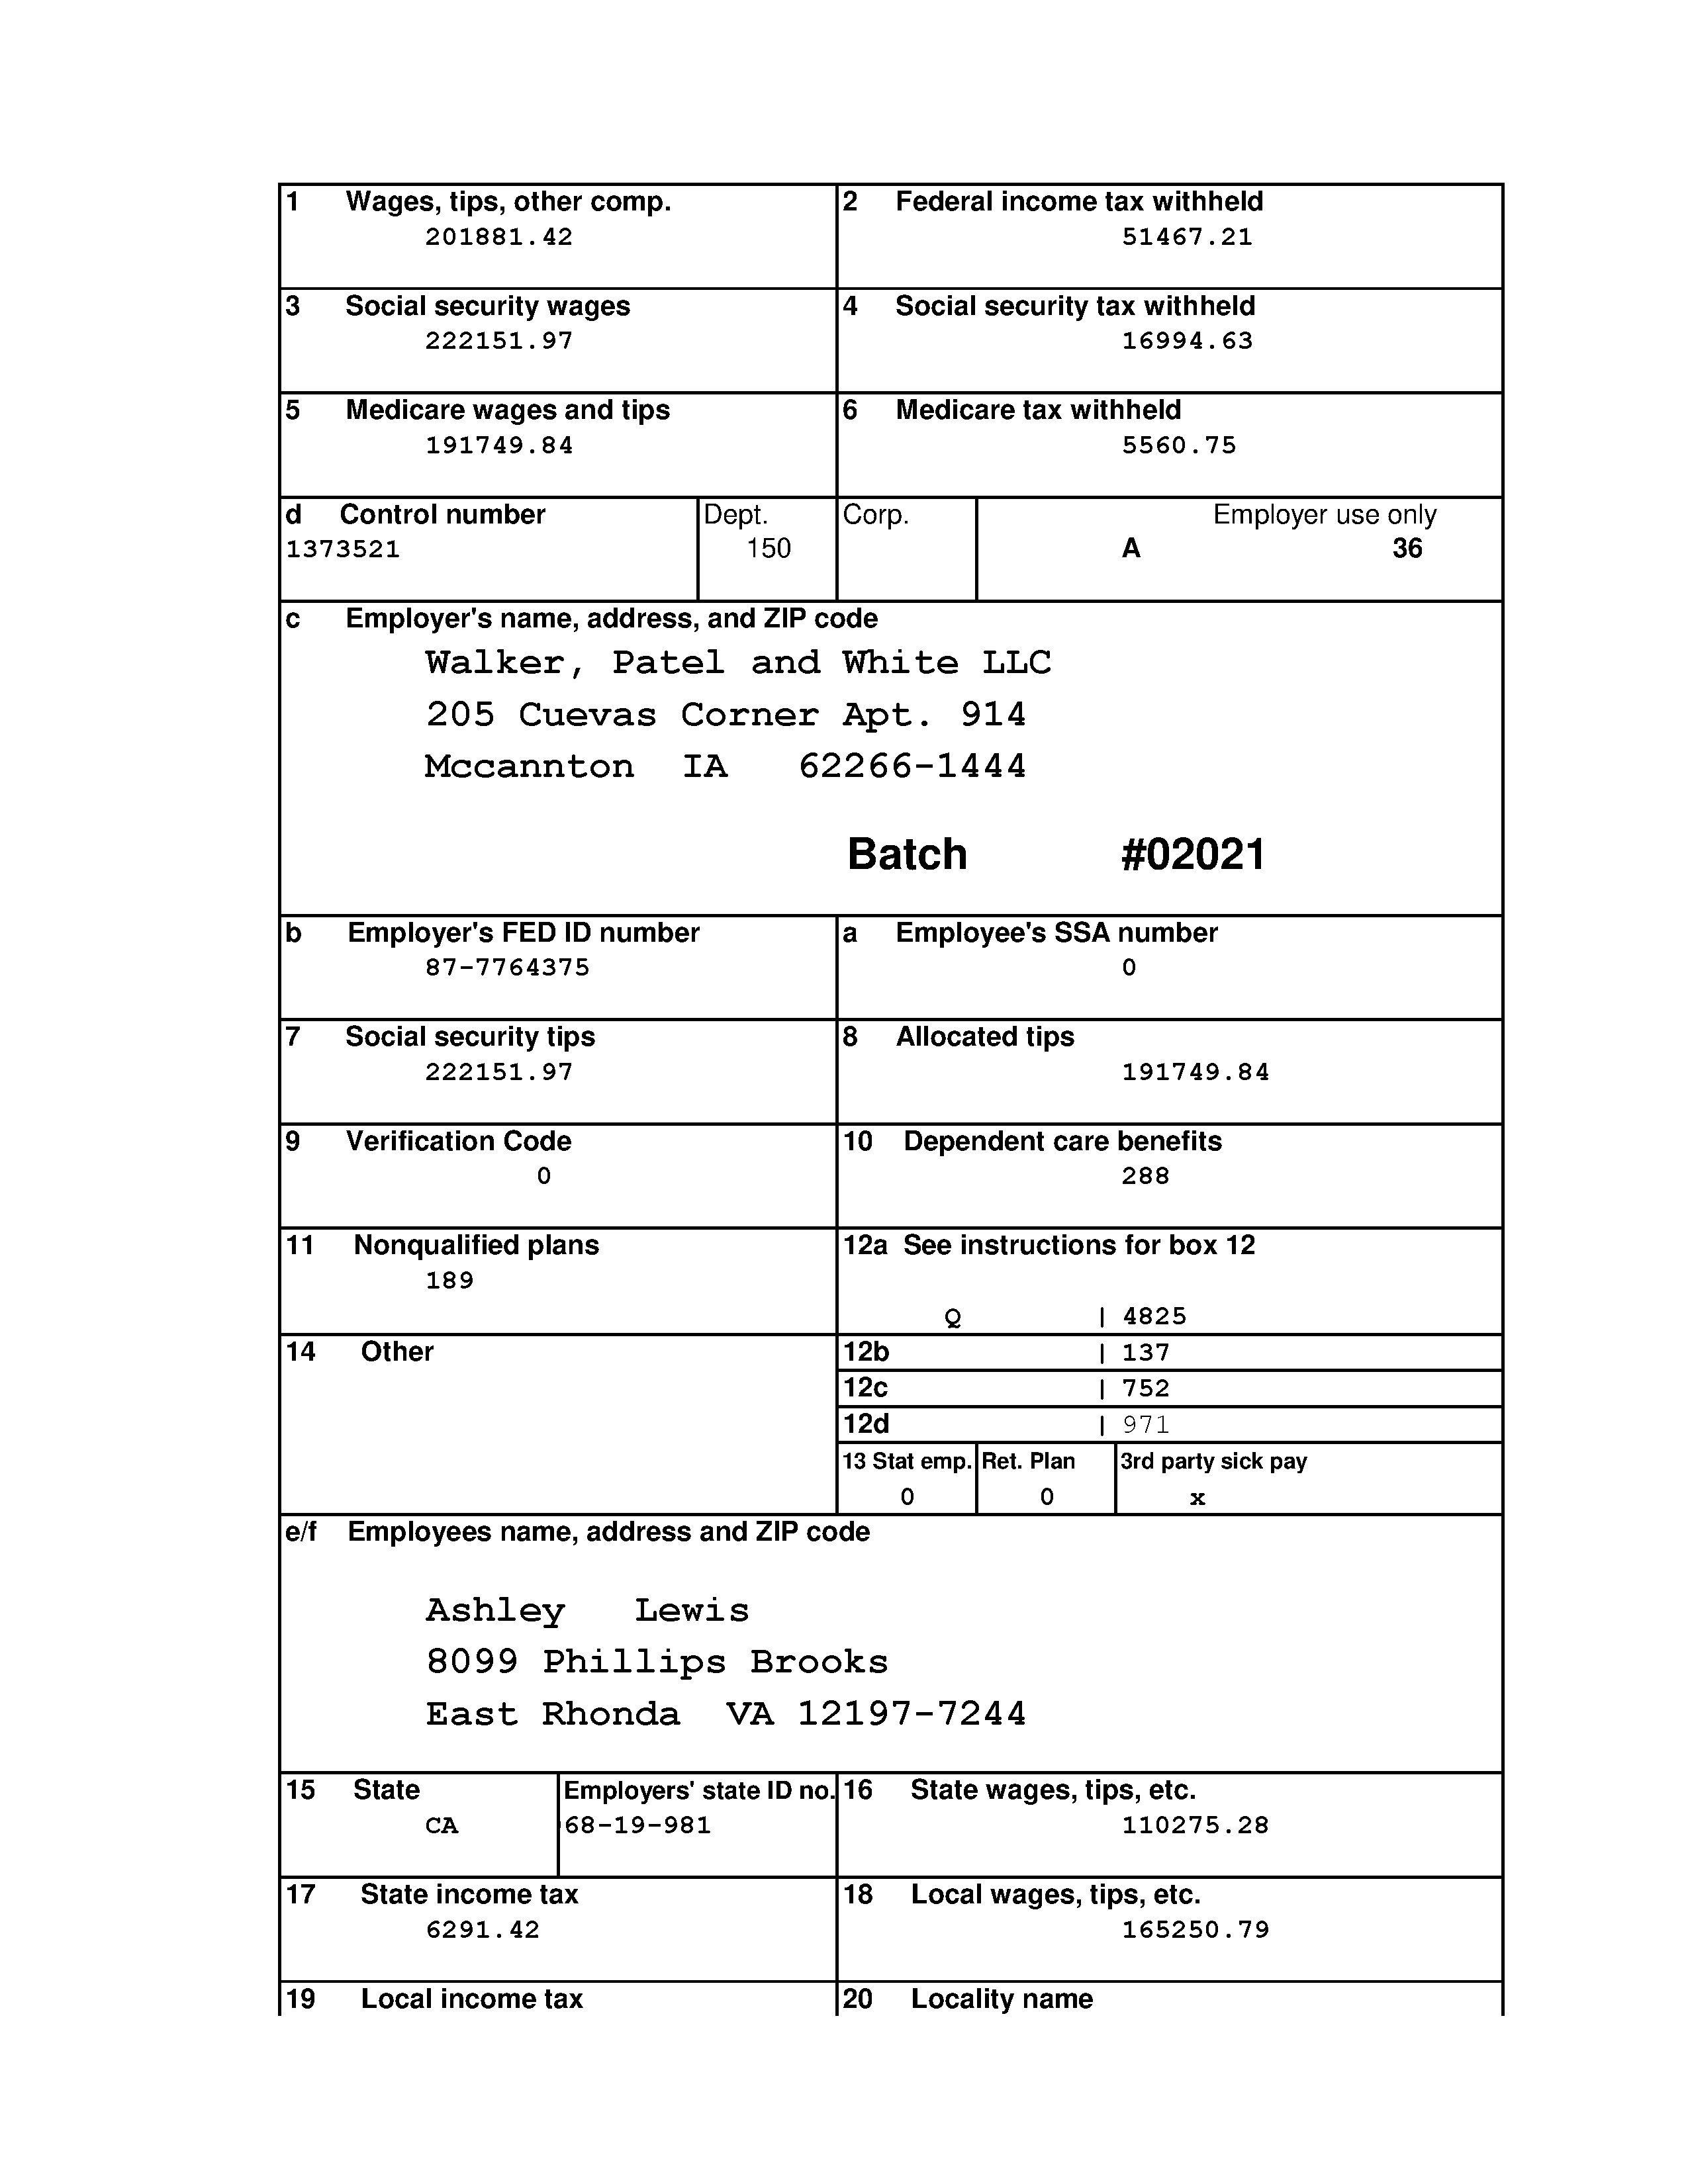 1 Wages, tips, other comp. 2 Federal income tax withheld
201881.42 51467.21
3 Social security wages 4 Social security tax withheld
222151.97 16994.63
5 Medicare wages and tips 6 Medicare tax withheld
191749.84 5560.75
d Control number Dept. Corp. Employer use only
1373521 150 A 36
c Employer's name, address, and ZIP code
Walker, Patel and White LLC
205 Cuevas Corner Apt. 914
Mccannton IA 62266-1444
Batch #02021
b Employer's FED ID number a Employee's SSA number
87-7764375 0
7 Social security tips 8 Allocated tips
222151.97 191749.84
9 Verification Code 10 Dependent care benefits
0 288
11 Nonqualified plans 12a See instructions for box 12
189
Q | 4825
14 Other 12b | 137
12c | 752
12d | 971
13 Stat emp. Ret. Plan 3rd party sick pay
0 0 x
e/f Employees name, address and ZIP code
Ashley Lewis
8099 Phillips Brooks
East Rhonda VA 12197-7244
15 State Employers' state ID no. 16 State wages, tips, etc.
CA 68-19-981 110275.28
17 State income tax 18 Local wages, tips, etc.
6291.42 165250.79
19 Local income tax 20 Locality name